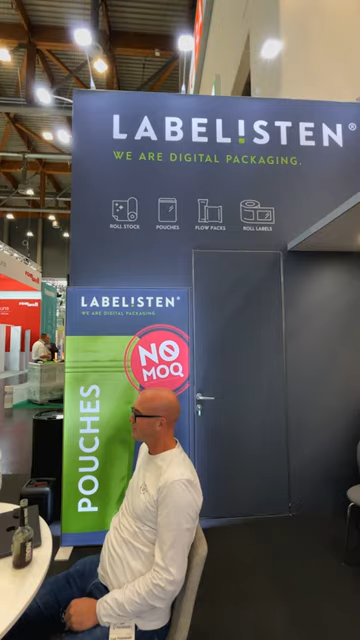 LABEL!STEN®
WE ARE DIGITAL PACKAGING.
ROLL STOCK
POUCHES
FLOW PACKS
ROLL LABELS
LABEL!STEN®
WE ARE DIGITAL PACKAGING
NO
MOQ
POUCHES